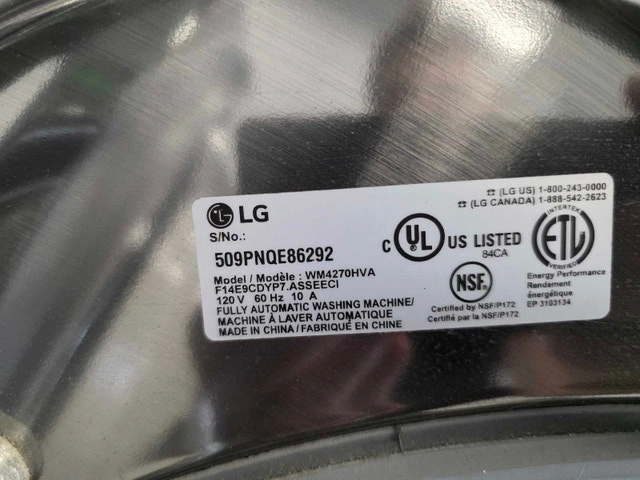 LG
☎ (LG US) 1-800-243-0000
☎ (LG CANADA) 1-888-542-2623
S/No.:
509PNQE86292
Model / Modèle : WM4270HVA
F14E9CDYP7.ASSEECI
120 V 60 Hz 10 A
FULLY AUTOMATIC WASHING MACHINE/
MACHINE À LAVER AUTOMATIQUE
MADE IN CHINA / FABRIQUÉ EN CHINE
C UL US LISTED
84CA
NSF
Certified by NSF/P172
Certifié par la NSF/P172
INTERTEK
ETL
Energy Performance
Rendement Energétique
Verified
EP 3103134